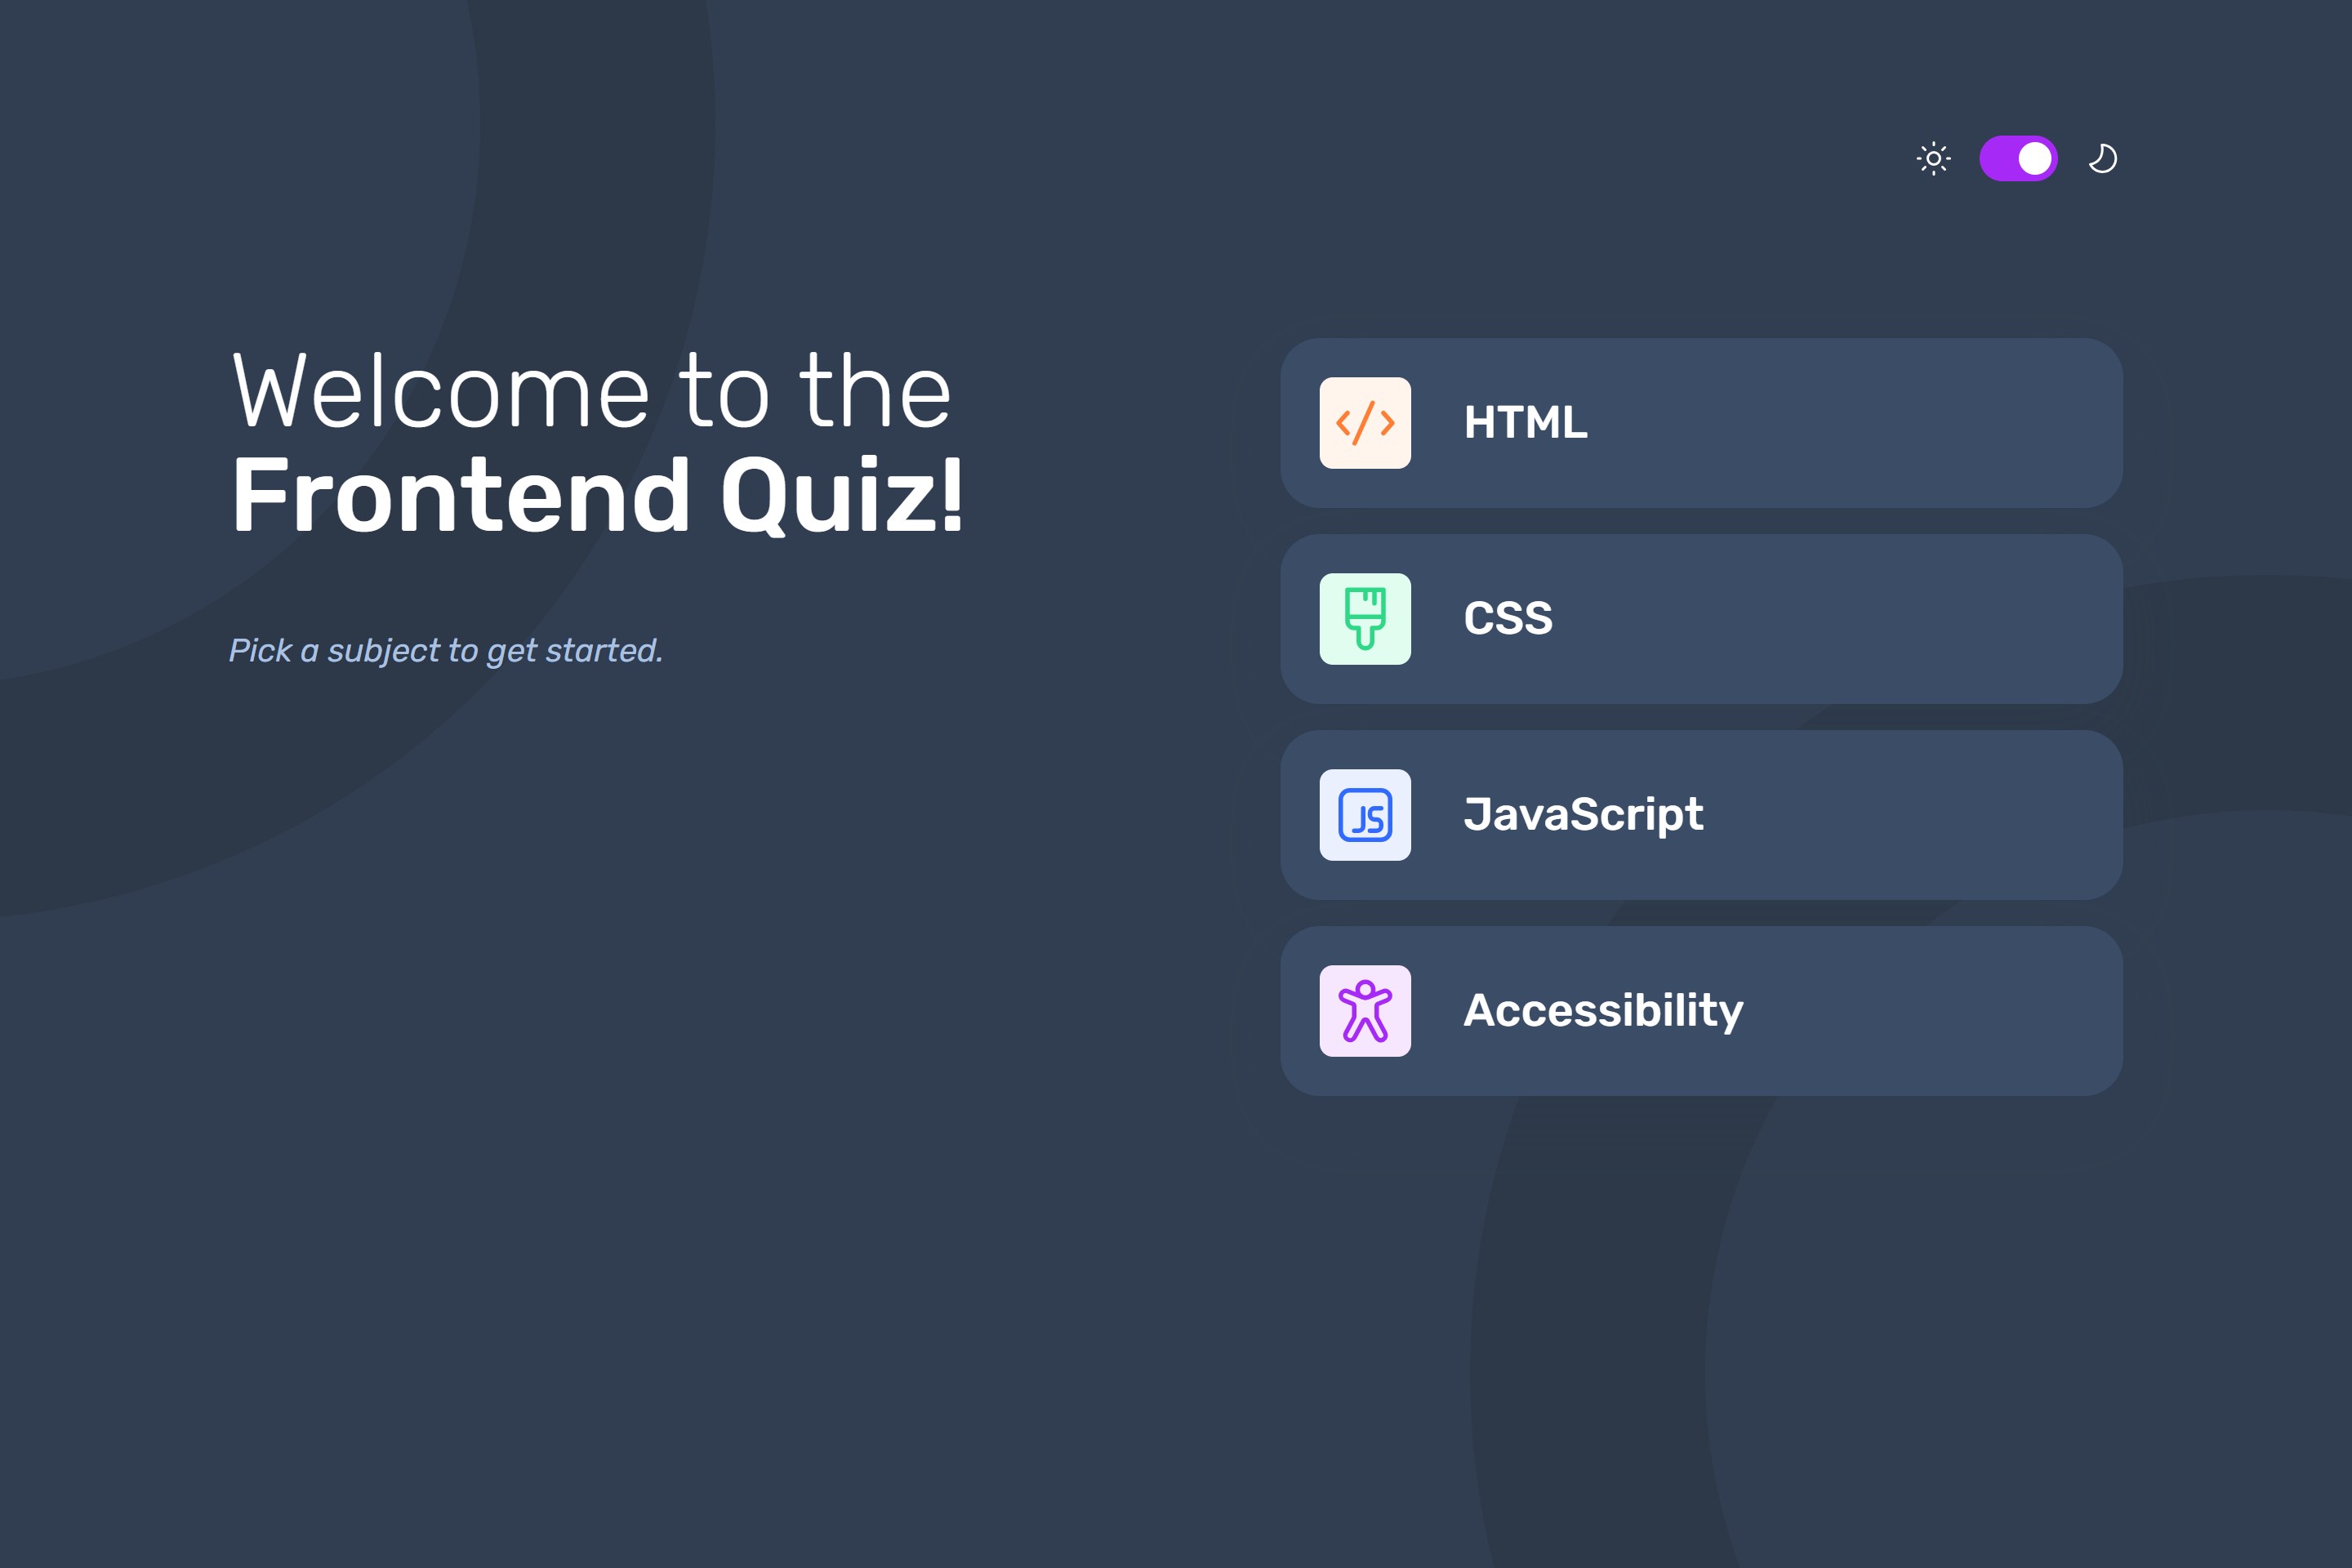 Welcome to the
Frontend Quiz!
Pick a subject to get started.
</>
HTML
CSS
JS
JavaScript
Accessibility